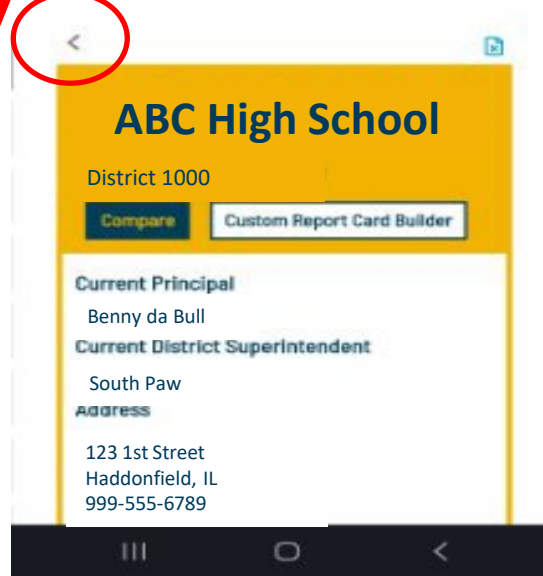 ABC High School
District 1000
Compare
Custom Report Card Builder
Current Principal
Benny da Bull
Current District Superintendent
South Paw
Address
123 1st Street
Haddonfield, IL
999-555-6789